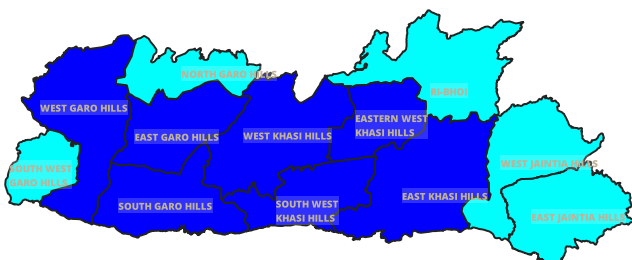 NORTH GARO HILLS
RI-BHOI
WEST GARO HILLS
EAST GARO HILLS
WEST KHASI HILLS
EASTERN WEST
KHASI HILLS
SOUTH WEST
GARO HILLS
WEST JAINTIA HILLS
SOUTH GARO HILLS
SOUTH WEST
KHASI HILLS
EAST KHASI HILLS
EAST JAINTIA HILLS